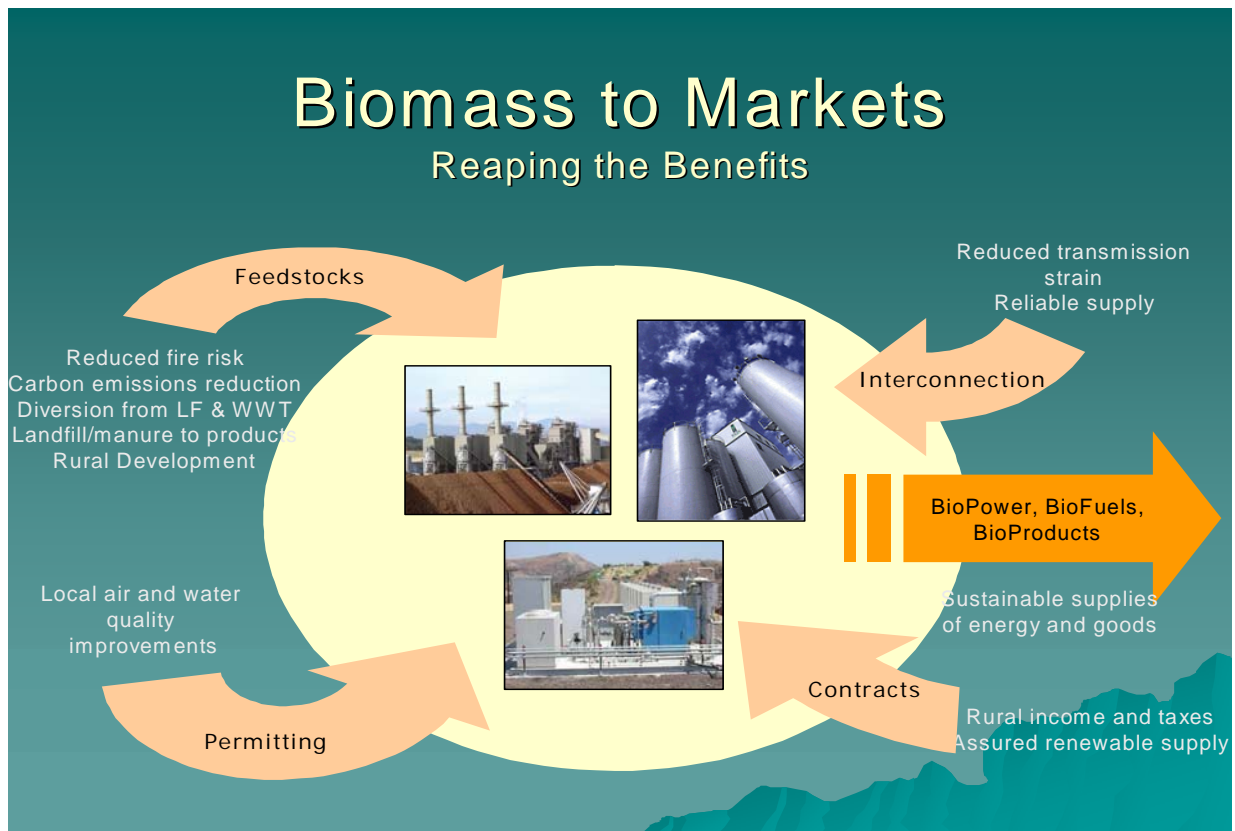 Biomass to Markets
Reaping the Benefits
Feedstocks
Reduced fire risk
Carbon emissions reduction
Diversion from LF & WWT
Landfill/manure to products
Rural Development
Reduced transmission
strain
Reliable supply
Interconnection
BioPower, BioFuels,
BioProducts
Sustainable supplies
of energy and goods
Local air and water
quality
improvements
Permitting
Contracts
Rural income and taxes
Assured renewable supply